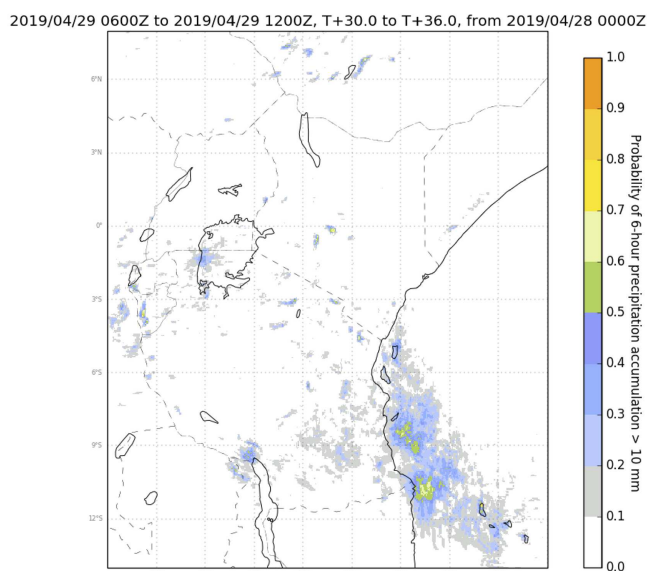 2019/04/29 0600Z to 2019/04/29 1200Z, T+30.0 to T+36.0, from 2019/04/28 0000Z
6°N
3°N
0°
3°S
6°S
9°S
12°S
1.0
0.9
0.8
0.7
0.6
0.5
0.4
0.3
0.2
0.1
0.0
Probability of 6-hour precipitation accumulation > 10 mm